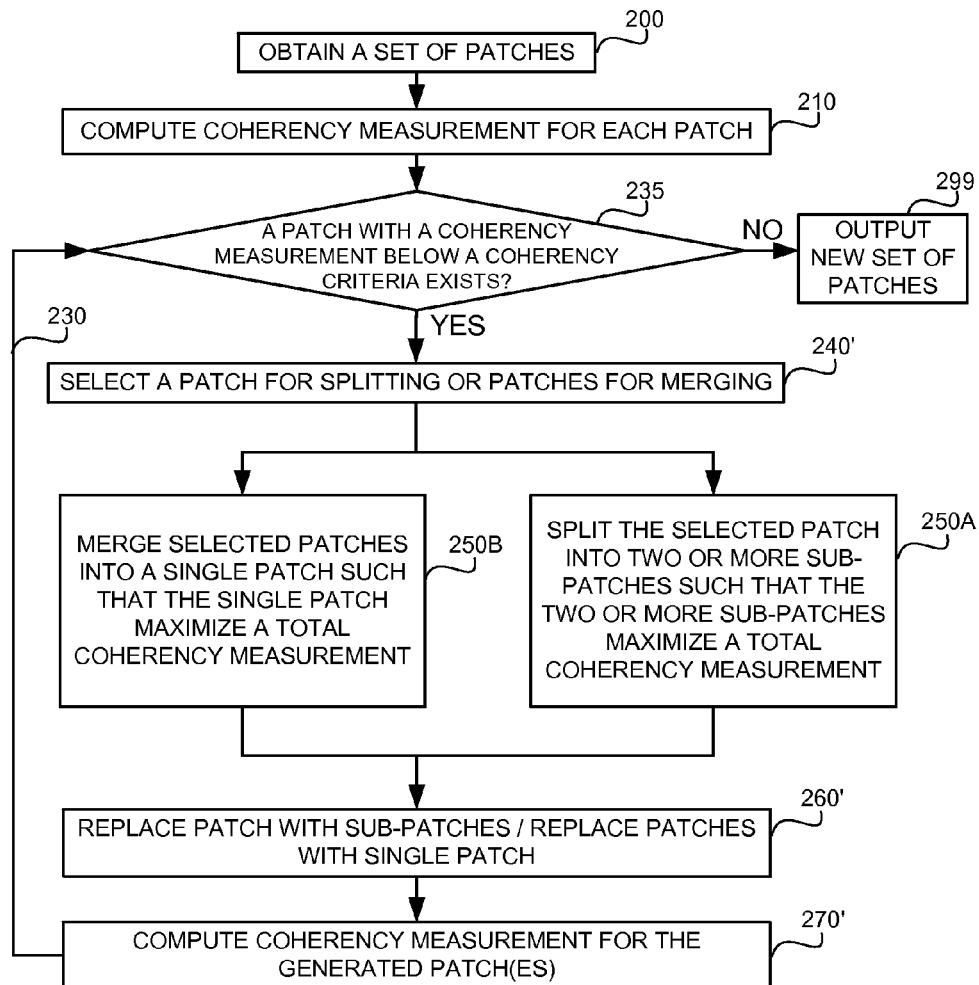 200
OBTAIN A SET OF PATCHES
210
COMPUTE COHERENCY MEASUREMENT FOR EACH PATCH
235
A PATCH WITH A COHERENCY
MEASUREMENT BELOW A COHERENCY
CRITERIA EXISTS?
NO
299
OUTPUT
NEW SET OF
PATCHES
230
YES
240'
SELECT A PATCH FOR SPLITTING OR PATCHES FOR MERGING
MERGE SELECTED PATCHES
INTO A SINGLE PATCH SUCH
THAT THE SINGLE PATCH
MAXIMIZE A TOTAL
COHERENCY MEASUREMENT
250B
SPLIT THE SELECTED PATCH
INTO TWO OR MORE SUB-
PATCHES SUCH THAT THE
TWO OR MORE SUB-PATCHES
MAXIMIZE A TOTAL
COHERENCY MEASUREMENT
250A
260'
REPLACE PATCH WITH SUB-PATCHES / REPLACE PATCHES
WITH SINGLE PATCH
270'
COMPUTE COHERENCY MEASUREMENT FOR THE
GENERATED PATCH(ES)